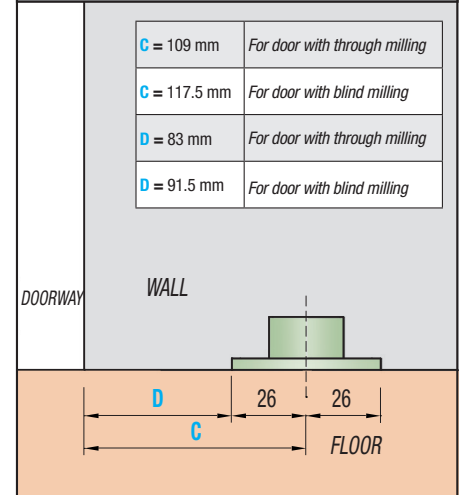 C = 109 mm For door with through milling
C = 117.5 mm For door with blind milling
D = 83 mm For door with through milling
D = 91.5 mm For door with blind milling
DOORWAY
WALL
D 26 26
C
FLOOR